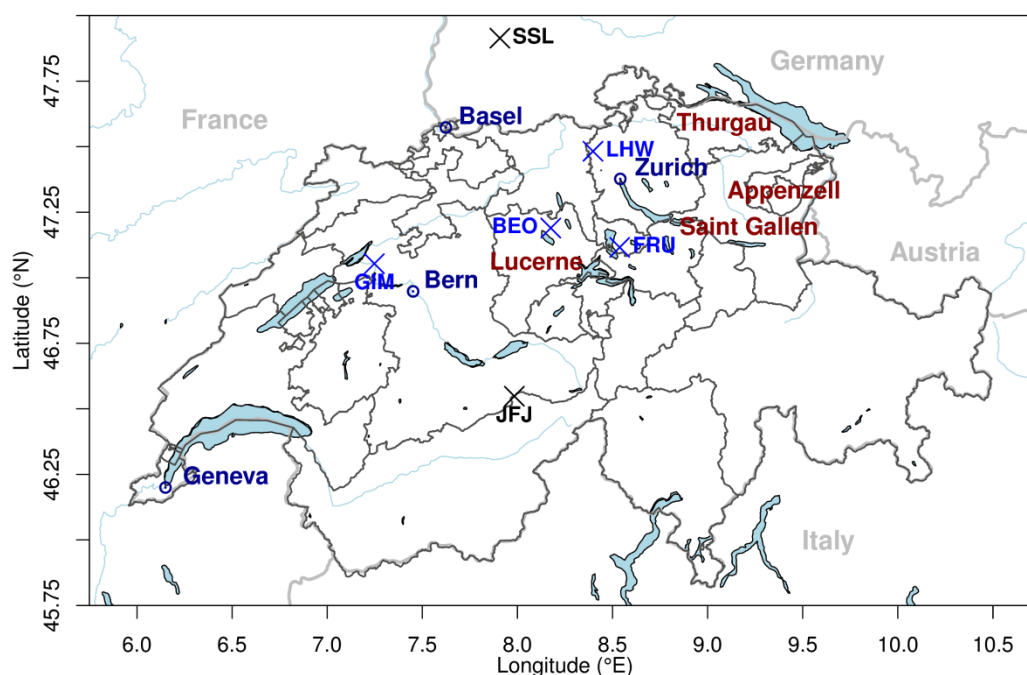 SSL
47.75
Germany
Basel
France
Thurgau
LHW
Zurich
Appenzell
47.25
BEO
FRU
Saint Gallen
Lucerne
Austria
GIM
Bern
Latitude (°N)
46.75
JFJ
Geneva
46.25
Italy
45.75
6.0 6.5 7.0 7.5 8.0 8.5 9.0 9.5 10.0 10.5
Longitude (°E)